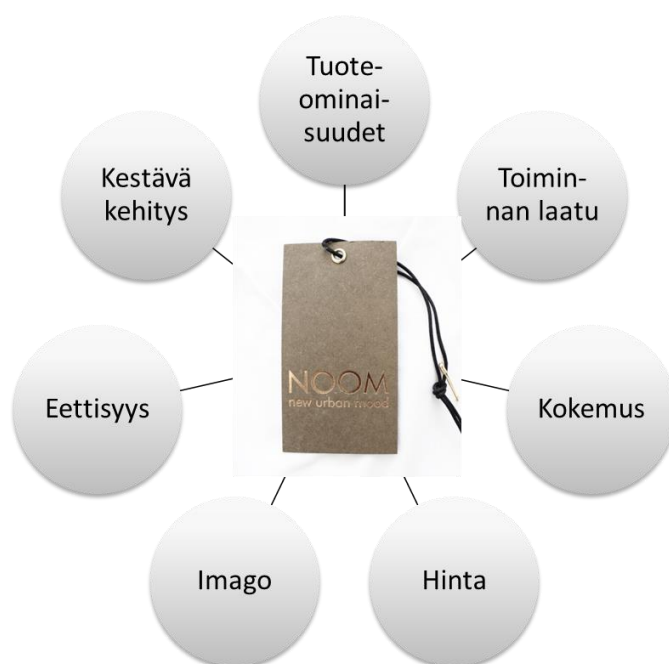 Tuote-
ominai-
suudet
Kestävä
kehitys
Toimin-
nan laatu
NOOM
new urban mood
Eettisyys
Kokemus
Imago
Hinta